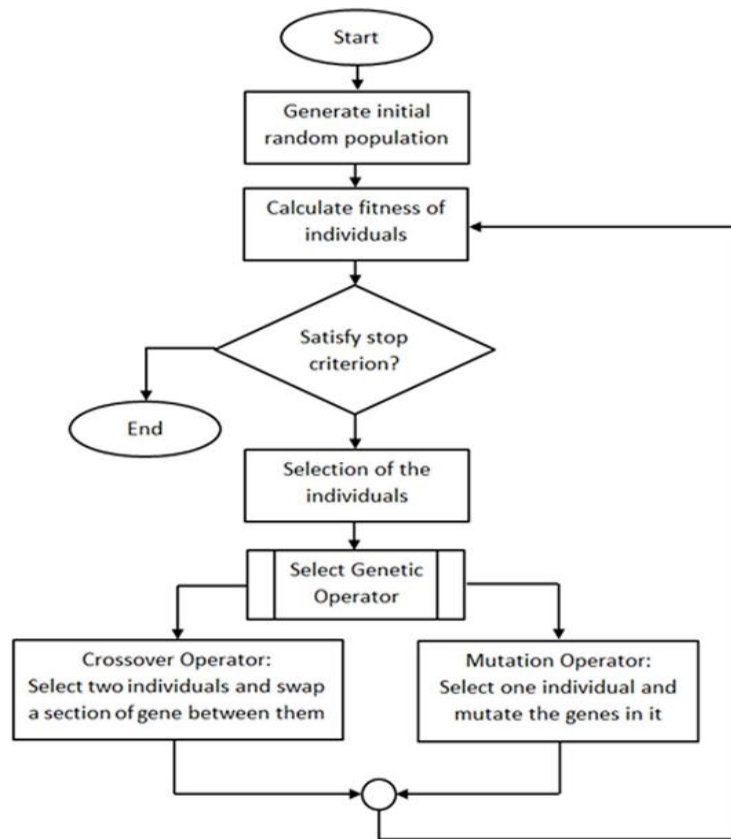 Start
Generate initial
random population
Calculate fitness of
individuals
Satisfy stop
criterion?
End
Selection of the
individuals
Select Genetic
Operator
Crossover Operator:
Select two individuals and swap
a section of gene between them
Mutation Operator:
Select one individual and
mutate the genes in it